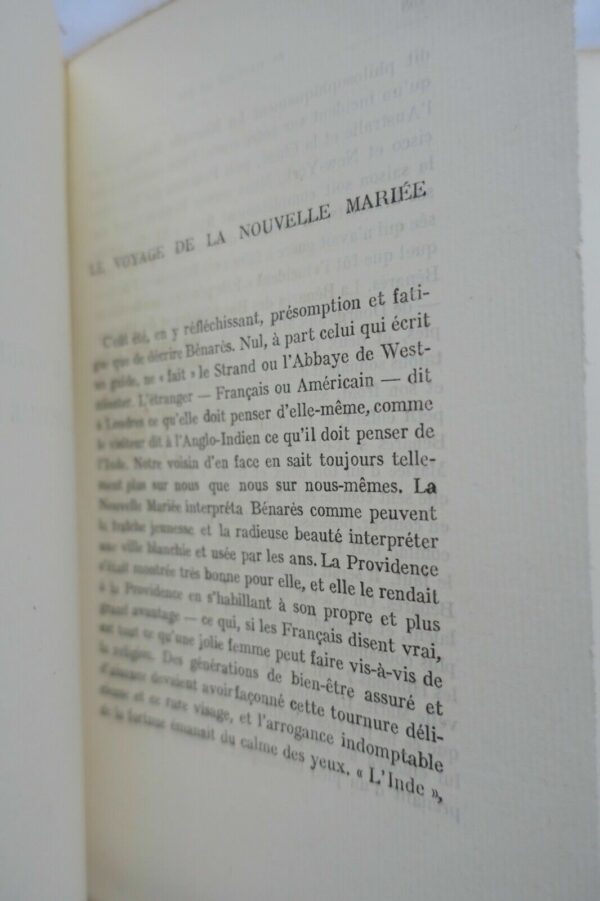 LE VOYAGE DE LA NOUVELLE MARIÉE
C'eût été, en y réfléchissant, présomption et fati-
gue que de décrire Bénarès. Nul, à part celui qui écrit
un guide, ne « fait » le Strand ou l'Abbaye de West-
minster. L'étranger — Français ou Américain — dit
à Londres ce qu'elle doit penser d'elle-même, comme
le visiteur dit à l'Anglo-Indien ce qu'il doit penser de
l'Inde. Notre voisin d'en face en sait toujours telle-
ment plus sur nous que nous sur nous-mêmes. La
Nouvelle Mariée interpréta Bénarès comme peuvent
la fraîche jeunesse et la radieuse beauté interpréter
une ville blanchie et usée par les ans. La Providence
s'était montrée très bonne pour elle, et elle le rendait
à la Providence en s'habillant à son propre et plus
grand avantage — ce qui, si les Français disent vrai,
est tout ce qu'une jolie femme peut faire vis-à-vis de
la religion. Des générations de bien-être assuré et
d'aisance devaient avoir façonné cette tournure déli-
et ce rare visage, et l'arrogance indomptable
de la fortune émanait du calme des yeux. « L'Inde »,